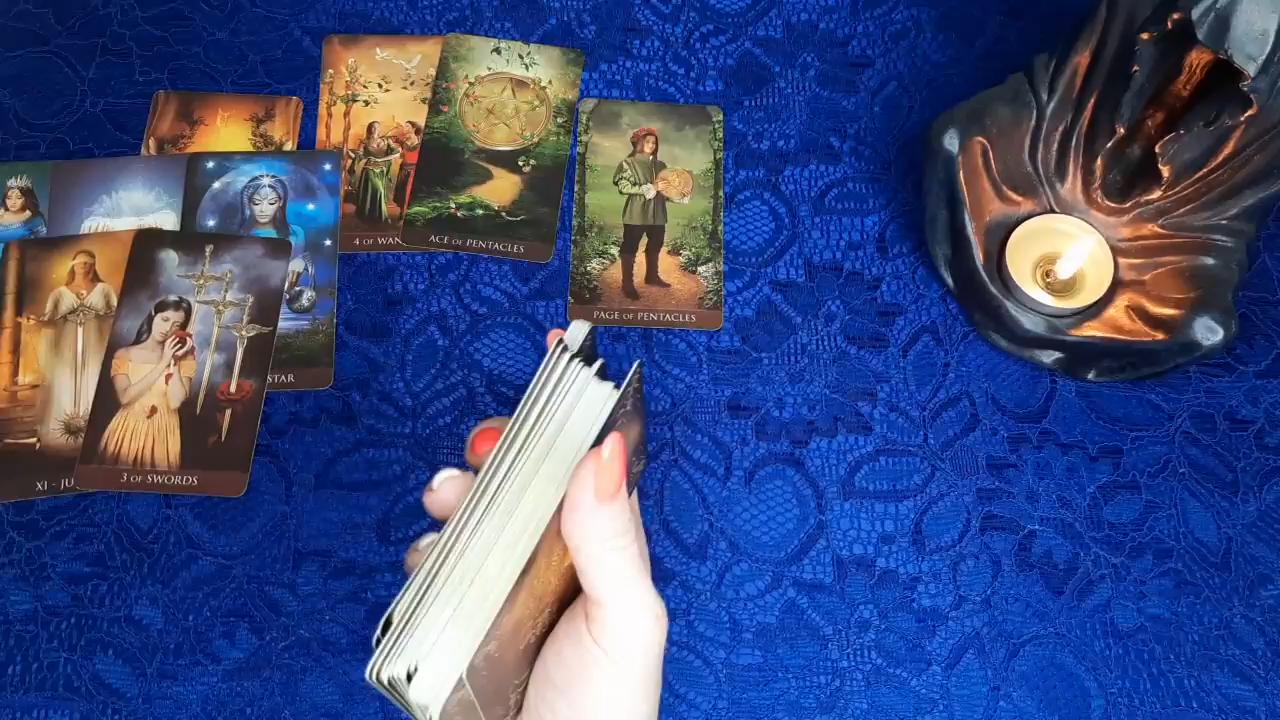 4 OF WAN
ACE OF PENTACLES
PAGE OF PENTACLES
STAR
XI - JU
3 OF SWORDS